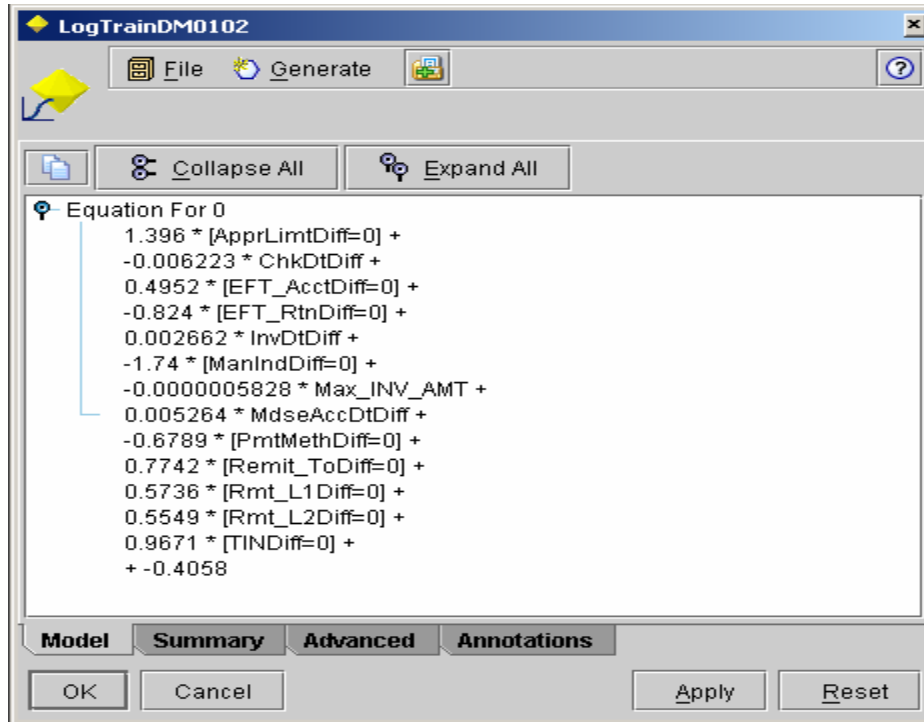 LogTrainDM0102
File Generate
Collapse All Expand All
Equation For 0
1.396 * [ApprLimtDiff=0] +
-0.006223 * ChkDtDiff +
0.4952 * [EFT_AcctDiff=0] +
-0.824 * [EFT_RtnDiff=0] +
0.002662 * InvDtDiff +
-1.74 * [ManIndDiff=0] +
-0.0000005828 * Max_INV_AMT +
0.005264 * MdseAccDtDiff +
-0.6789 * [PmtMethDiff=0] +
0.7742 * [Remit_ToDiff=0] +
0.5736 * [Rmt_L1Diff=0] +
0.5549 * [Rmt_L2Diff=0] +
0.9671 * [TINDiff=0] +
+ -0.4058
Model Summary Advanced Annotations
OK Cancel Apply Reset